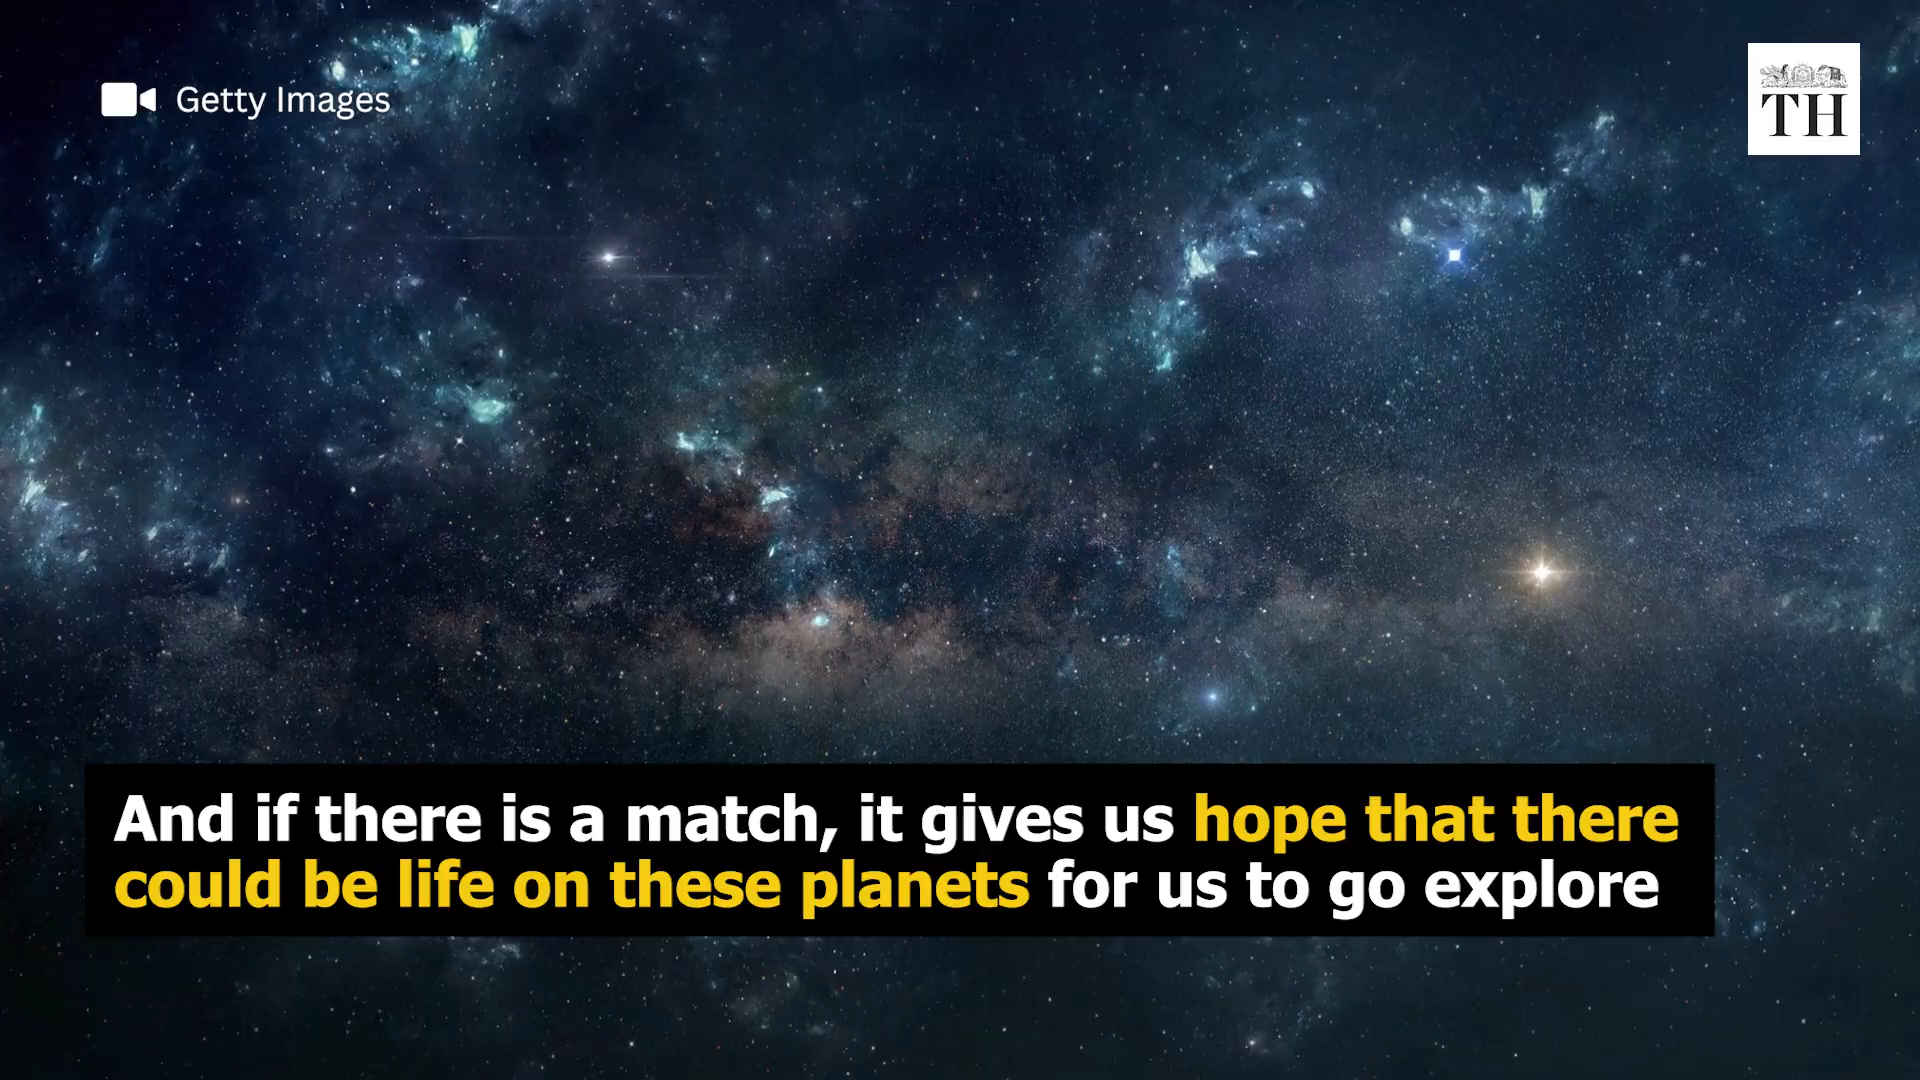 Getty Images
TH
And if there is a match, it gives us hope that there
could be life on these planets for us to go explore